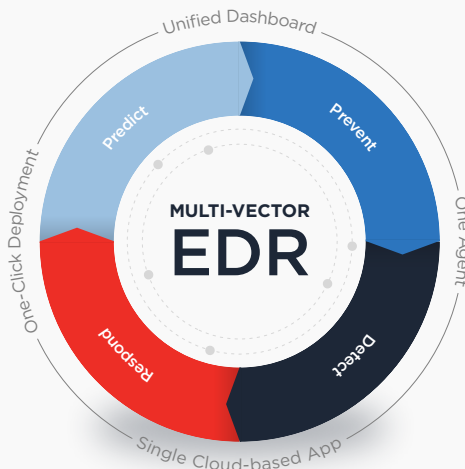 Unified Dashboard
Predict
Prevent
One-Click Deployment
MULTI-VECTOR
EDR
One Agent
Respond
Detect
Single Cloud-based App